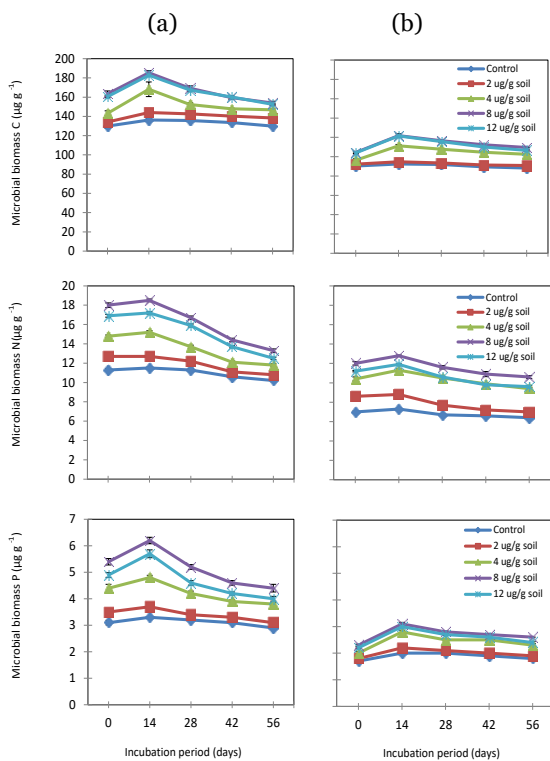 (a) (b)
Microbial biomass C (µg g -1)
200
180
160
140
120
100
80
60
40
20
0
Control
2 ug/g soil
4 ug/g soil
8 ug/g soil
12 ug/g soil
Microbial biomass N(µg g -1)
20
18
16
14
12
10
8
6
4
2
0
Control
2 ug/g soil
4 ug/g soil
8 ug/g soil
12 ug/g soil
Microbial biomass P (µg g -1)
7
6
5
4
3
2
1
0
Control
2 ug/g soil
4 ug/g soil
8 ug/g soil
12 ug/g soil
0 14 28 42 56
0 14 28 42 56
Incubation period (days)
Incubation period (days)